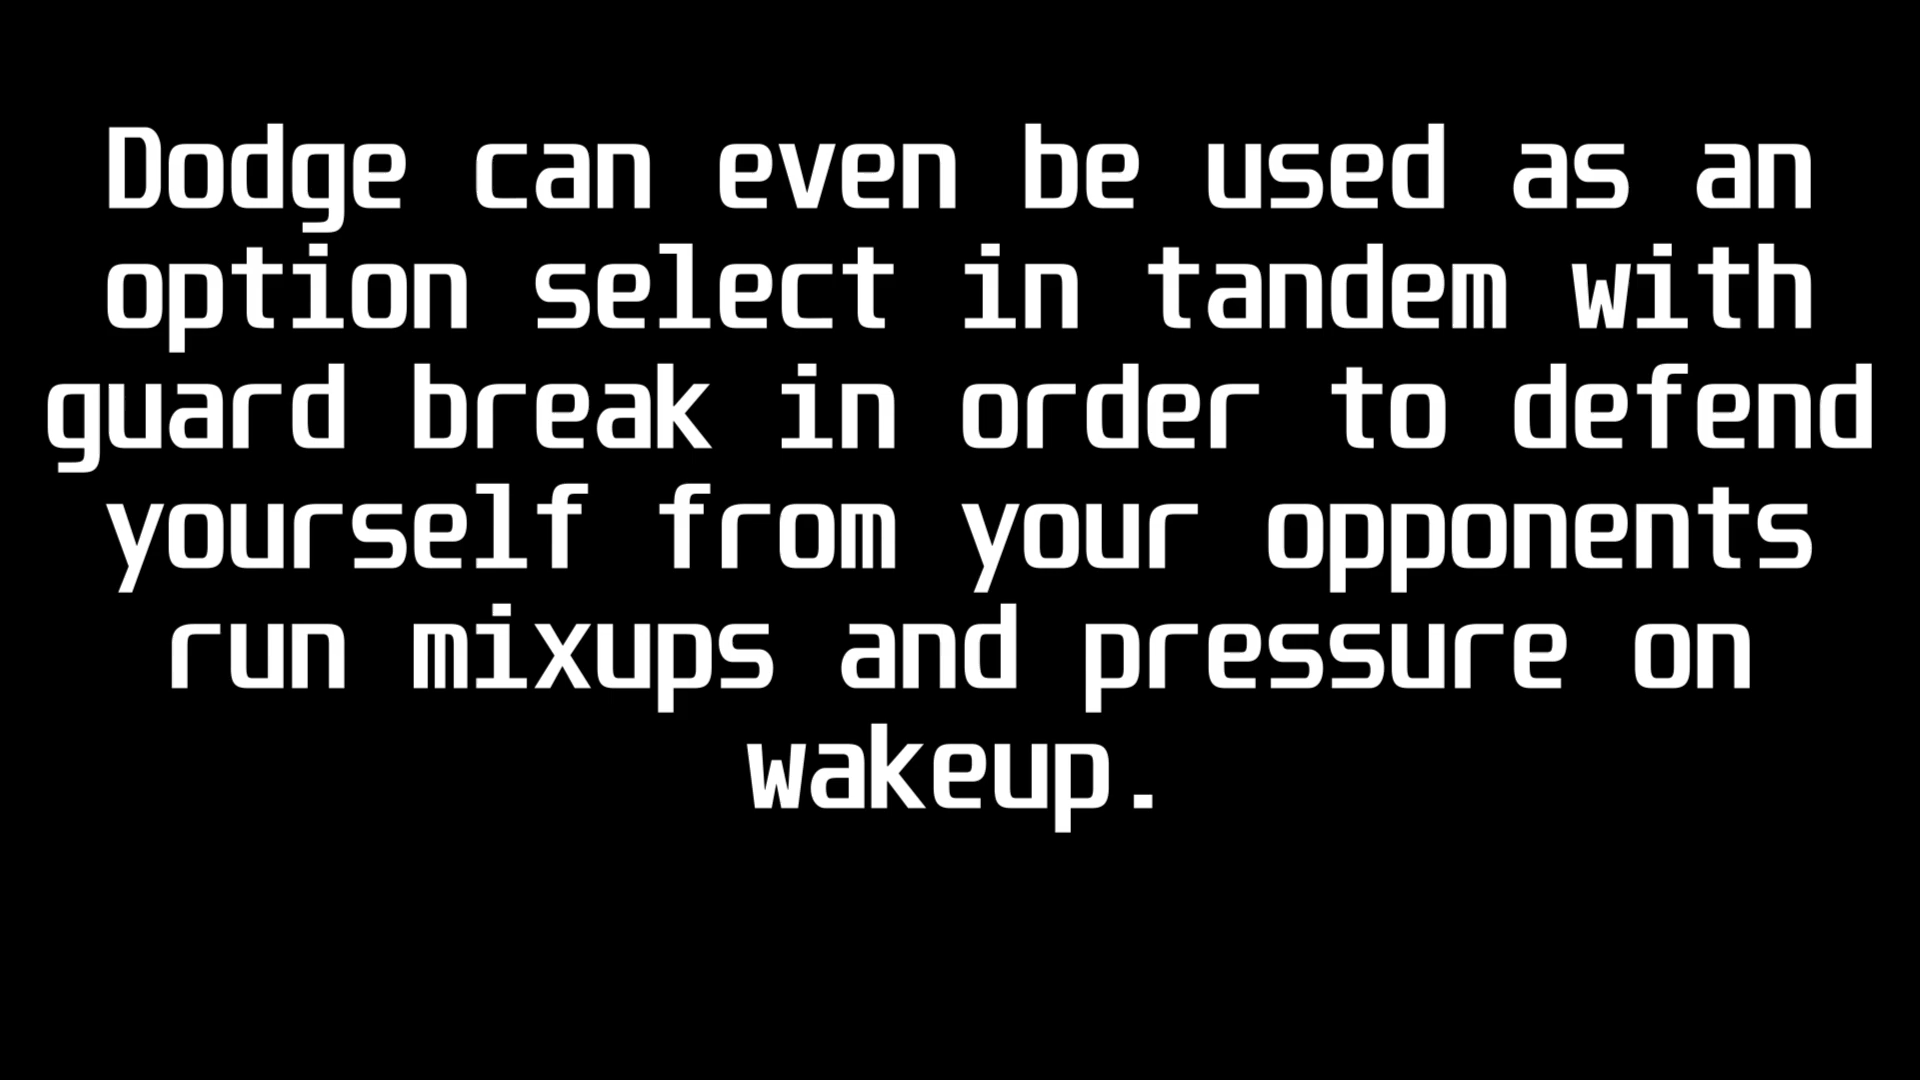 Dodge can even be used as an
option select in tandem with
guard break in order to defend
yourself from your opponents
run mixups and pressure on
wakeup.